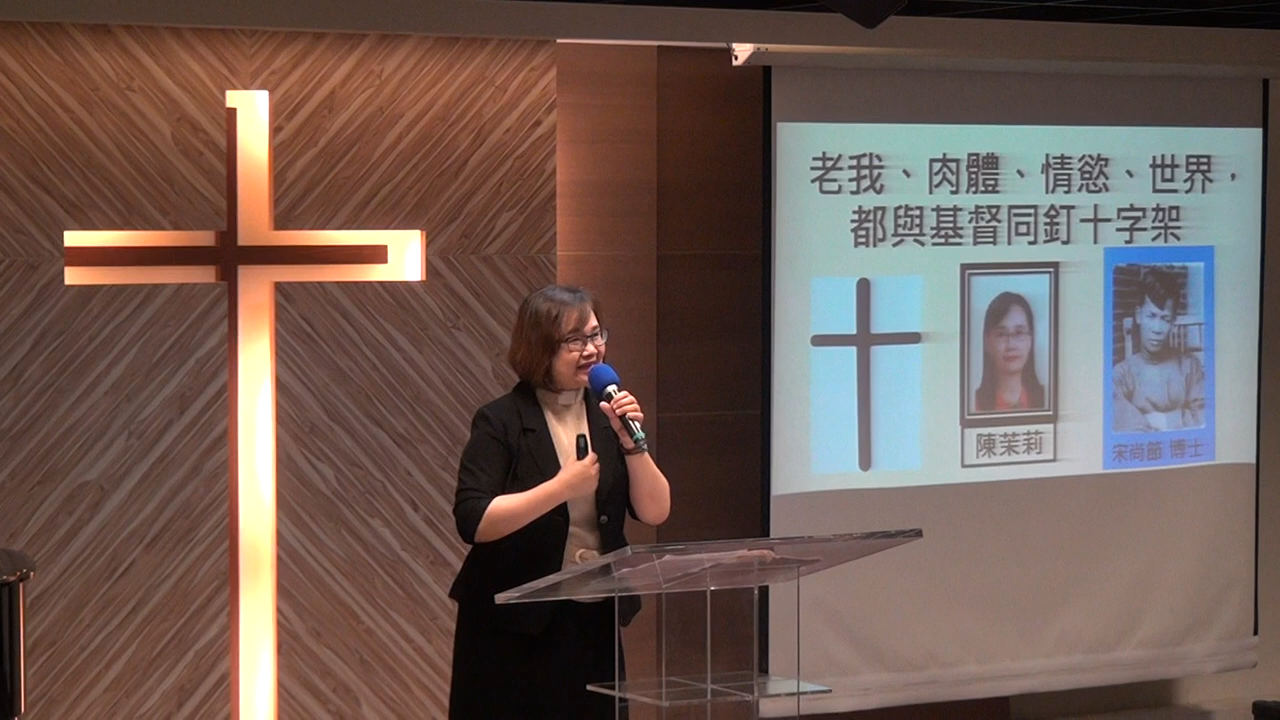 老我、肉體、情慾、世界，
都與基督同釘十字架
陳茉莉
宋尚節 博士